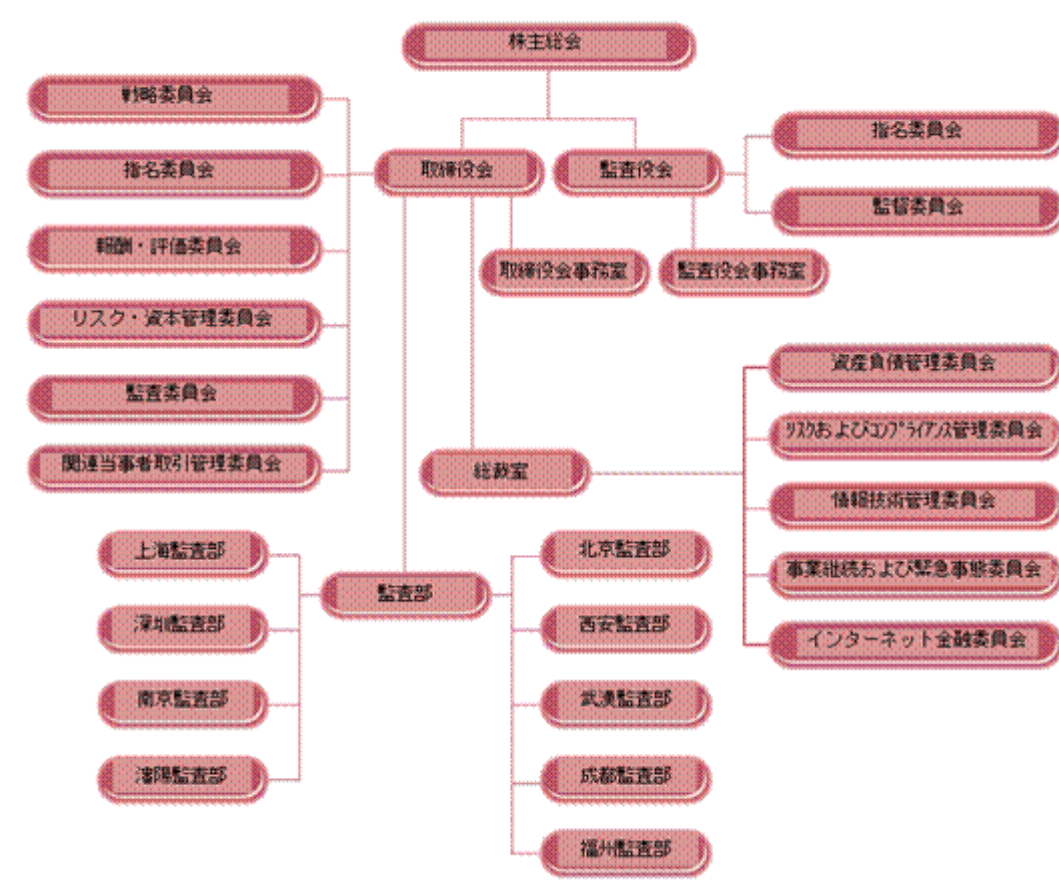 株主総会
戦略委員会
指名委員会
報酬・評価委員会
リスク・資本管理委員会
監査委員会
関連当事者取引管理委員会
取締役会
監査役会
指名委員会
監督委員会
取締役会事務室
監査役会事務室
総裁室
資産負債管理委員会
リスクおよびコンプライアンス管理委員会
情報技術管理委員会
事業継続および緊急事態委員会
インターネット金融委員会
監査部
上海監査部
深圳監査部
南京監査部
瀋陽監査部
北京監査部
西安監査部
武漢監査部
成都監査部
福州監査部